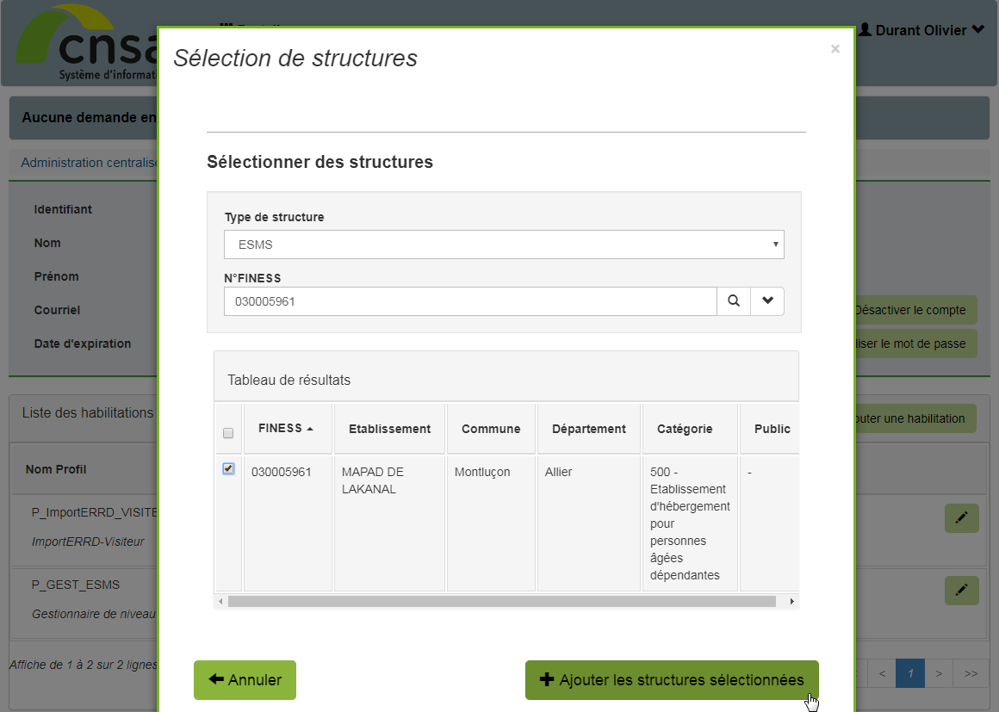 cnsa
Système d'informati
Durant Olivier
Aucune demande en
Administration centralise
Identifiant
Nom
Prénom
Courriel
Date d'expiration
Désactiver le compte
liser le mot de passe
Liste des habilitations
outer une habilitation
Nom Profil
P_ImportERRD_VISITE
ImportERRD-Visiteur
P_GEST_ESMS
Gestionnaire de niveau
Affiche de 1 à 2 sur 2 lignes
< 1 > >>
Sélection de structures
×
Sélectionner des structures
Type de structure
ESMS
N°FINESS
030005961
Tableau de résultats
FINESS Etablissement Commune Département Catégorie Public
030005961 MAPAD DE Montluçon Allier 500 - -
LAKANAL Etablissement
d'hébergement
pour
personnes
âgées
dépendantes
Annuler
Ajouter les structures sélectionnées